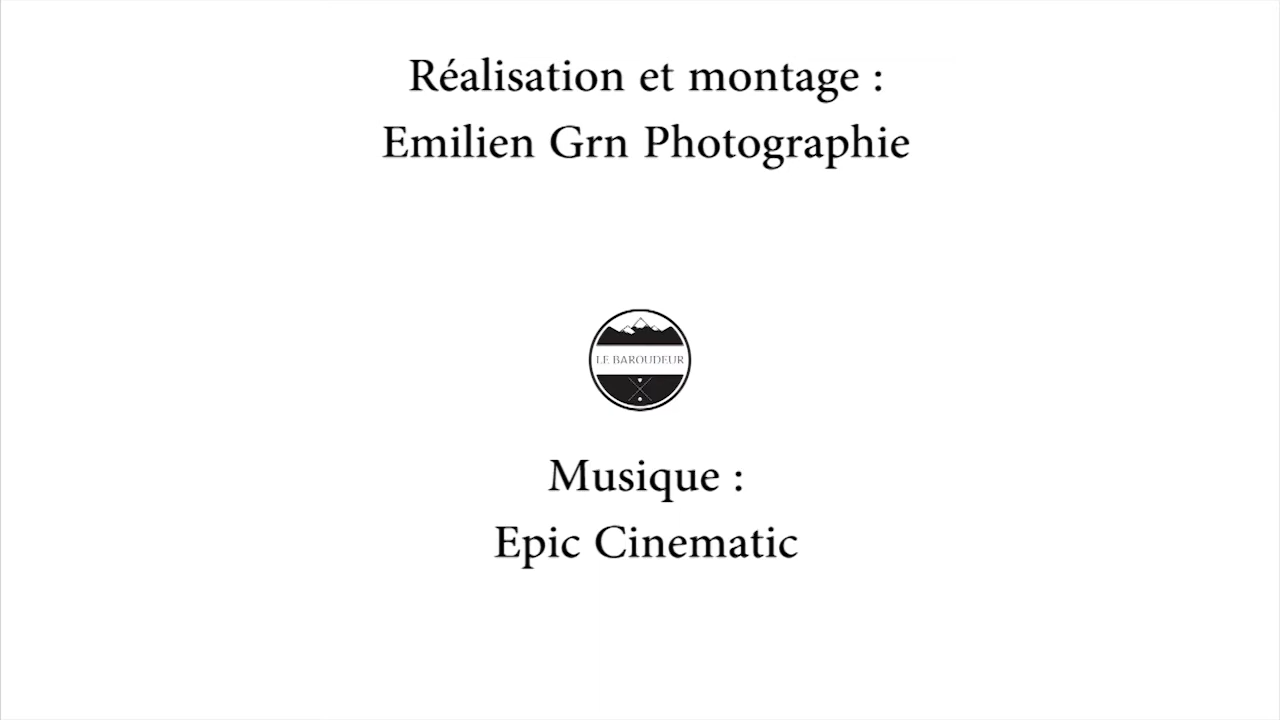 Réalisation et montage :
Emilien Grn Photographie
LE BAROUDEUR
Musique :
Epic Cinematic